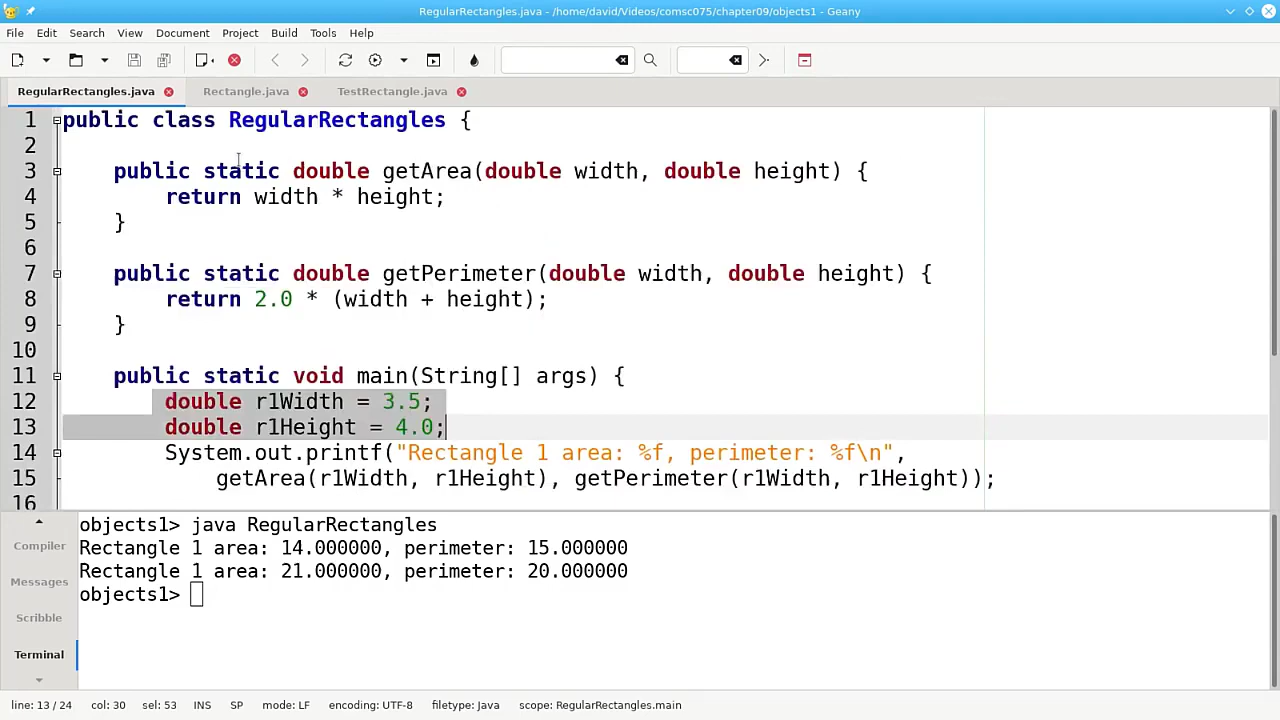 RegularRectangles.java - /home/david/Videos/comsc075/chapter09/objects1 - Geany
File Edit Search View Document Project Build Tools Help
RegularRectangles.java Rectangle.java TestRectangle.java
1 public class RegularRectangles {
2
3 public static double getArea(double width, double height) {
4 return width * height;
5 }
6
7 public static double getPerimeter(double width, double height) {
8 return 2.0 * (width + height);
9 }
10
11 public static void main(String[] args) {
12 double r1Width = 3.5;
13 double r1Height = 4.0;
14 System.out.printf("Rectangle 1 area: %f, perimeter: %f\n",
15 getArea(r1Width, r1Height), getPerimeter(r1Width, r1Height));
16
Compiler
Messages
Scribble
Terminal
objects1> java RegularRectangles
Rectangle 1 area: 14.000000, perimeter: 15.000000
Rectangle 1 area: 21.000000, perimeter: 20.000000
objects1>
line: 13 / 24 col: 30 sel: 53 INS SP mode: LF encoding: UTF-8 filetype: Java scope: RegularRectangles.main